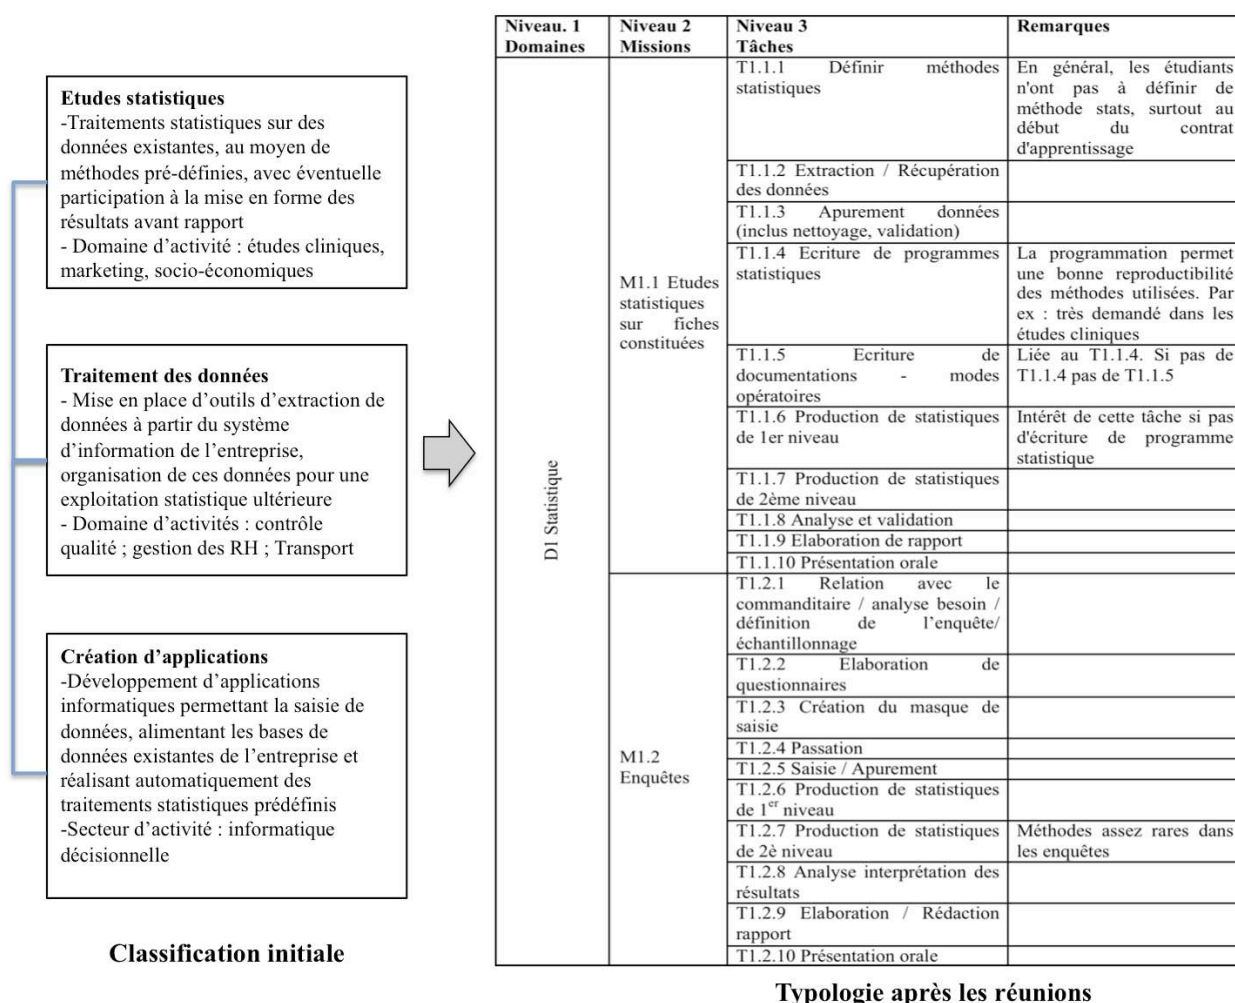 Etudes statistiques
-Traitements statistiques sur des
données existantes, au moyen de
méthodes pré-définies, avec éventuelle
participation à la mise en forme des
résultats avant rapport
- Domaine d’activité : études cliniques,
marketing, socio-économiques
Traitement des données
- Mise en place d’outils d’extraction de
données à partir du système
d’information de l’entreprise,
organisation de ces données pour une
exploitation statistique ultérieure
- Domaine d’activités : contrôle
qualité ; gestion des RH ; Transport
Création d’applications
-Développement d’applications
informatiques permettant la saisie de
données, alimentant les bases de
données existantes de l’entreprise et
réalisant automatiquement des
traitements statistiques prédéfinis
-Secteur d’activité : informatique
décisionnelle
Classification initiale
Niveau. 1
Domaines
Niveau 2
Missions
Niveau 3
Tâches
Remarques
D1 Statistique
M1.1 Etudes
statistiques
sur fiches
constituées
T1.1.1 Définir méthodes
statistiques
En général, les étudiants
n'ont pas à définir de
méthode stats, surtout au
début du contrat
d'apprentissage
T1.1.2 Extraction / Récupération
des données
T1.1.3 Apurement données
(inclus nettoyage, validation)
T1.1.4 Ecriture de programmes
statistiques
La programmation permet
une bonne reproductibilité
des méthodes utilisées. Par
ex : très demandé dans les
études cliniques
T1.1.5 Ecriture de
documentations - modes
opératoires
Liée au T1.1.4. Si pas de
T1.1.4 pas de T1.1.5
T1.1.6 Production de statistiques
de 1er niveau
Intérêt de cette tâche si pas
d'écriture de programme
statistique
T1.1.7 Production de statistiques
de 2ème niveau
T1.1.8 Analyse et validation
T1.1.9 Elaboration de rapport
T1.1.10 Présentation orale
M1.2
Enquêtes
T1.2.1 Relation avec le
commanditaire / analyse besoin /
définition de l’enquête/
échantillonnage
T1.2.2 Elaboration de
questionnaires
T1.2.3 Création du masque de
saisie
T1.2.4 Passation
T1.2.5 Saisie / Apurement
T1.2.6 Production de statistiques
de 1er niveau
T1.2.7 Production de statistiques
de 2è niveau
Méthodes assez rares dans
les enquêtes
T1.2.8 Analyse interprétation des
résultats
T1.2.9 Elaboration / Rédaction
rapport
T1.2.10 Présentation orale
Typologie après les réunions